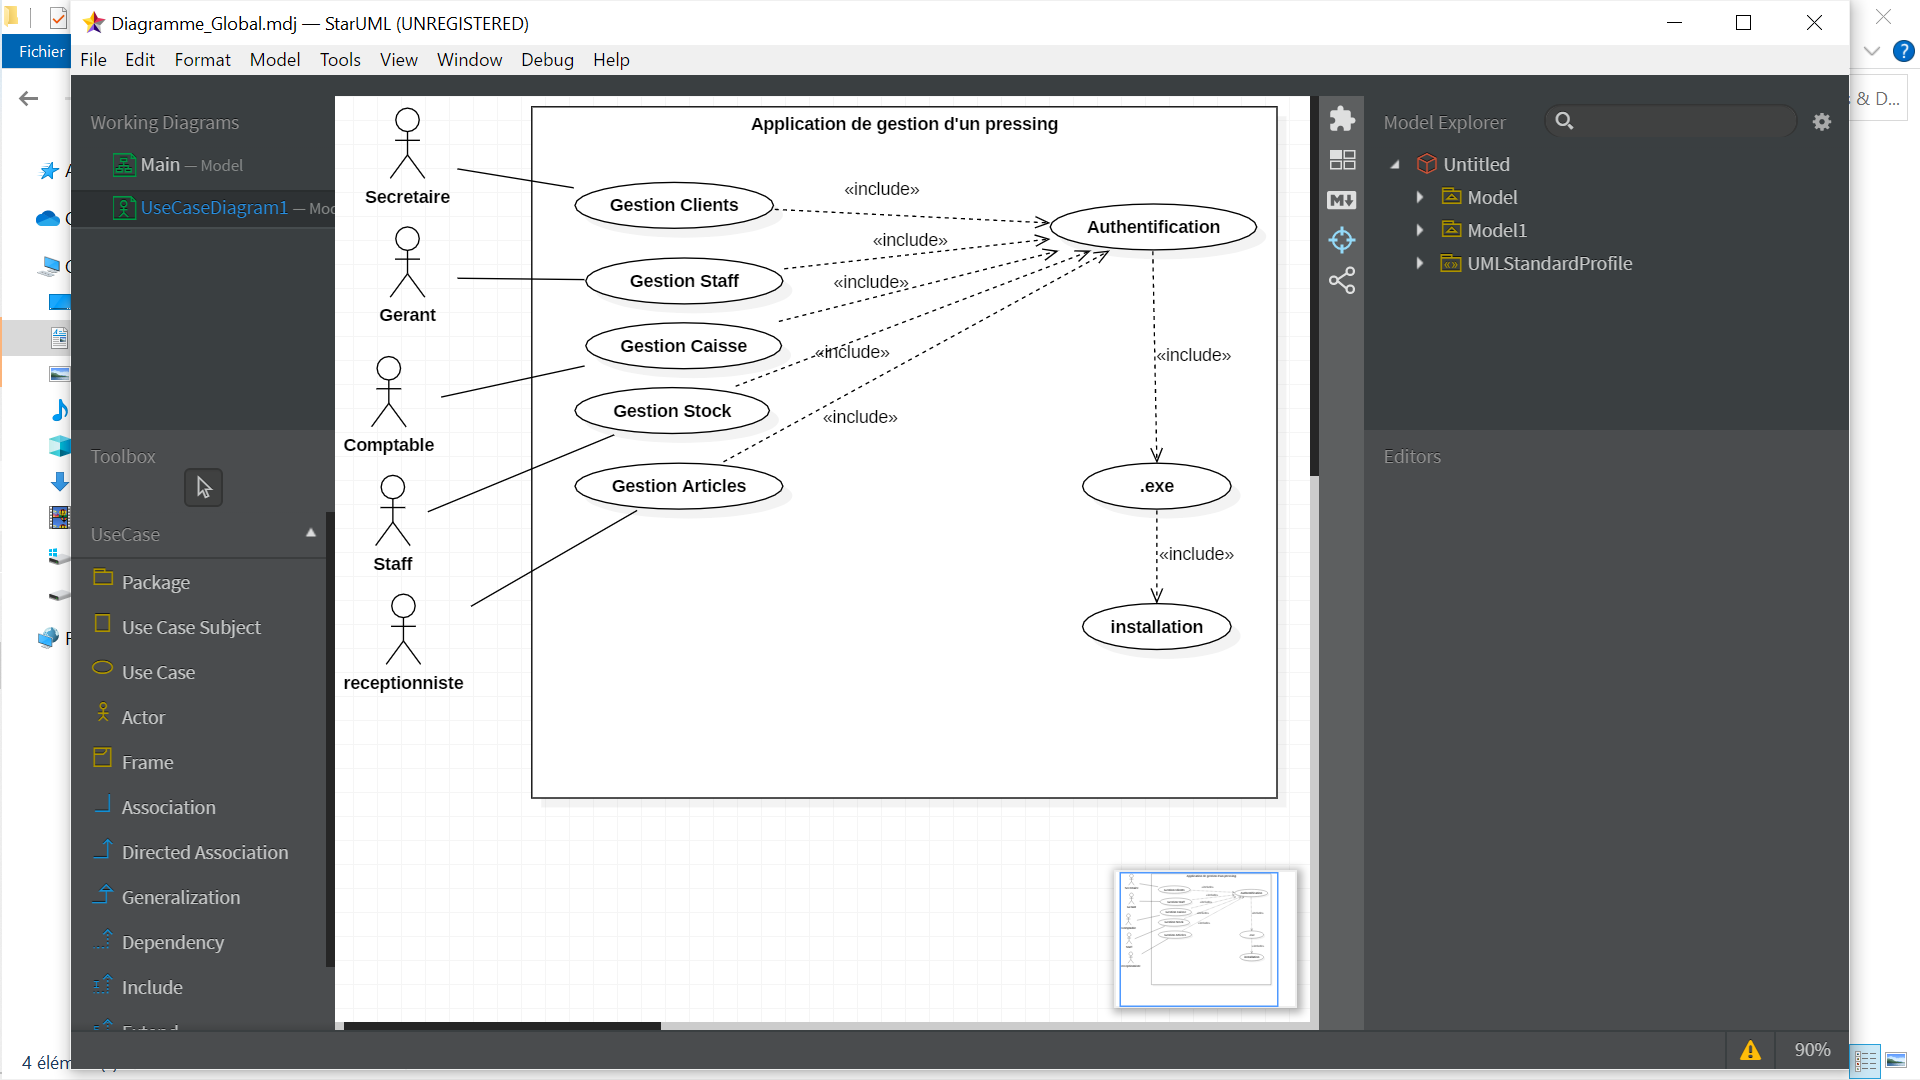 Diagramme_Global.mdj — StarUML (UNREGISTERED)
Fichier
File Edit Format Model Tools View Window Debug Help
& D...
Working Diagrams
Main — Model
UseCaseDiagram1 —
Toolbox
UseCase
Package
Use Case Subject
Use Case
Actor
Frame
Association
Directed Association
Generalization
Dependency
Include
Extend
Secretaire
Gerant
Comptable
Staff
receptionniste
Application de gestion d'un pressing
Gestion Clients
Gestion Staff
Gestion Caisse
Gestion Stock
Gestion Articles
«include»
«include»
«include»
«include»
«include»
Authentification
«include»
.exe
«include»
installation
Model Explorer
Untitled
Model
Model1
UMLStandardProfile
Editors
90%
4